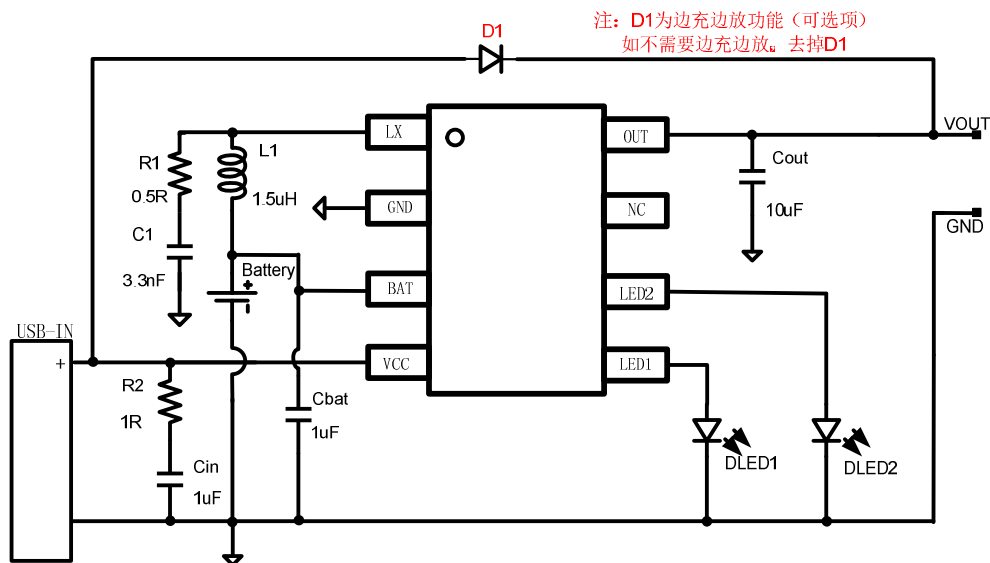 注：D1为边充边放功能（可选项）
如不需要边充边放。去掉D1
D1
VOUT
LX
OUT
Cout
R1
L1
0.5R
1.5uH
10uF
GND
NC
GND
C1
3.3nF
Battery
+
BAT
LED2
USB-IN
+
VCC
LED1
R2
Cbat
1R
1uF
DLED1
DLED2
Cin
1uF